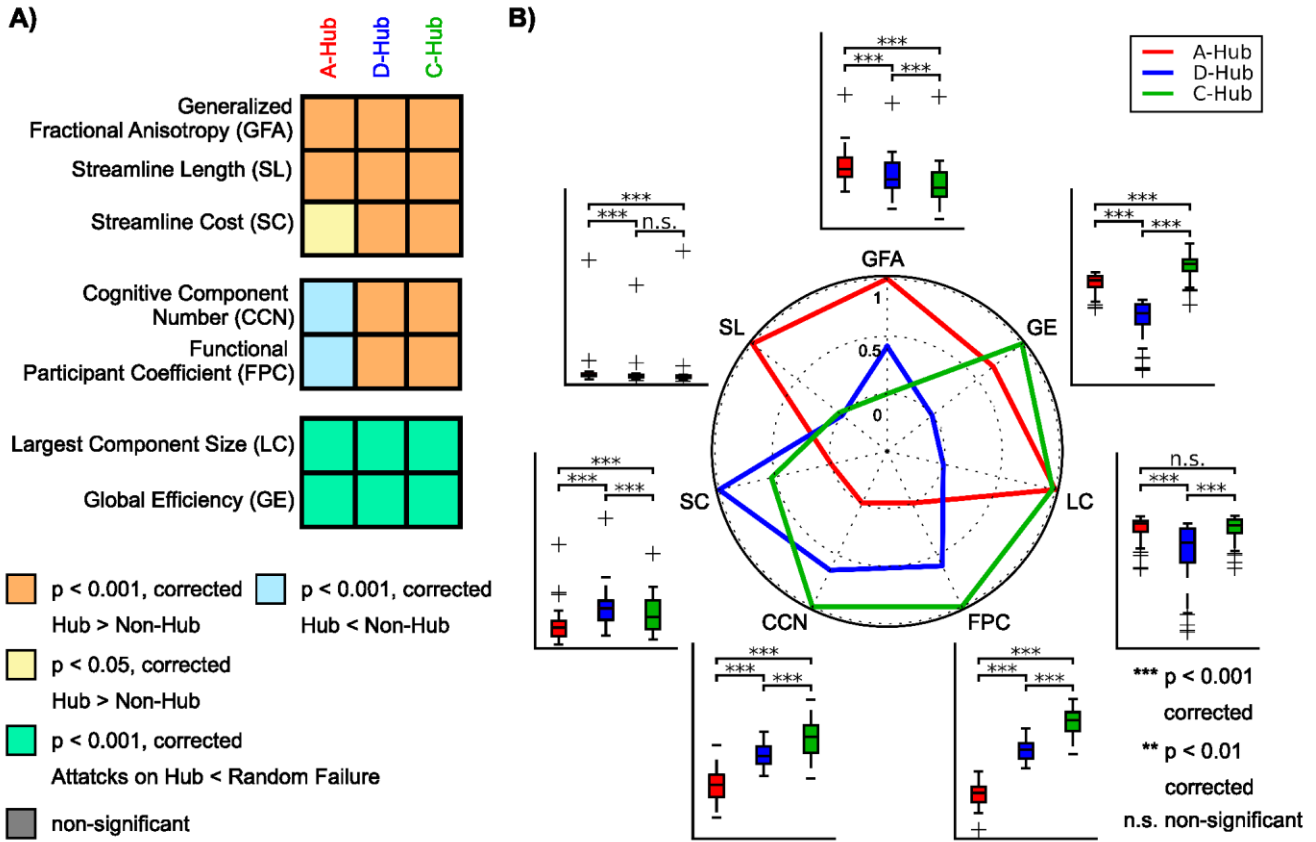 A)
A-Hub
D-Hub
C-Hub
Generalized
Fractional Anisotropy (GFA)
Streamline Length (SL)
Streamline Cost (SC)
Cognitive Component
Number (CCN)
Functional
Participant Coefficient (FPC)
Largest Component Size (LC)
Global Efficiency (GE)
p < 0.001, corrected
Hub > Non-Hub
p < 0.001, corrected
Hub < Non-Hub
p < 0.05, corrected
Hub > Non-Hub
p < 0.001, corrected
Attatcks on Hub < Random Failure
non-significant
B)
A-Hub
D-Hub
C-Hub
***
***
***
***
***
n.s.
***
***
***
GFA
SL
GE
1
0.5
0
SC
LC
CCN
FPC
***
***
***
n.s.
***
***
***
***
***
***
***
***
*** p < 0.001
corrected
** p < 0.01
corrected
n.s. non-significant